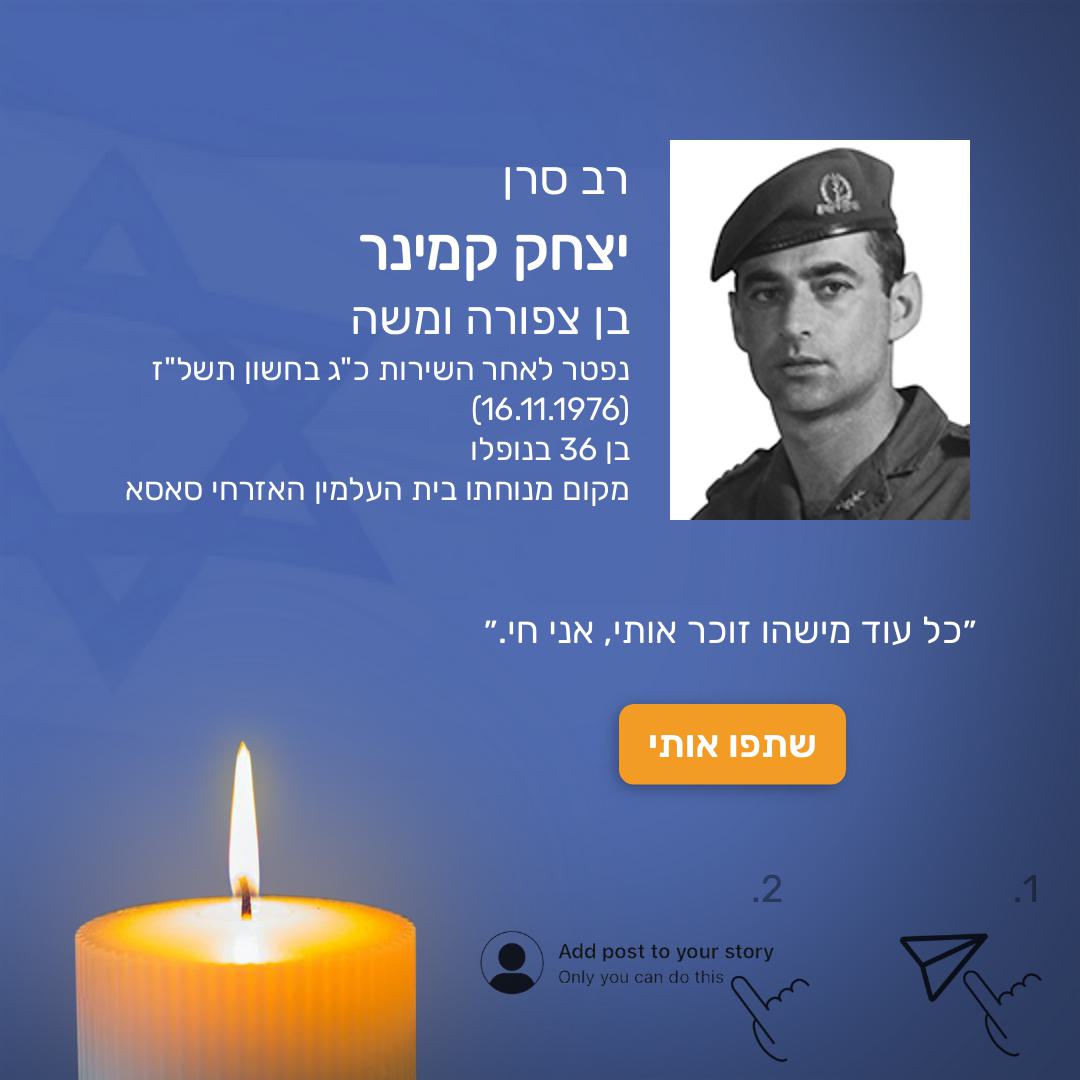 רב סרן
יצחק קמינר
בן צפורה ומשה
נפטר לאחר השירות כ"ג בחשון תשל"ז
(16.11.1976)
בן 36 בנופלו
מקום מנוחתו בית העלמין האזרחי סאסא
״כל עוד מישהו זוכר אותי, אני חי.״
שתפו אותי
1.
2.
Add post to your story
Only you can do this